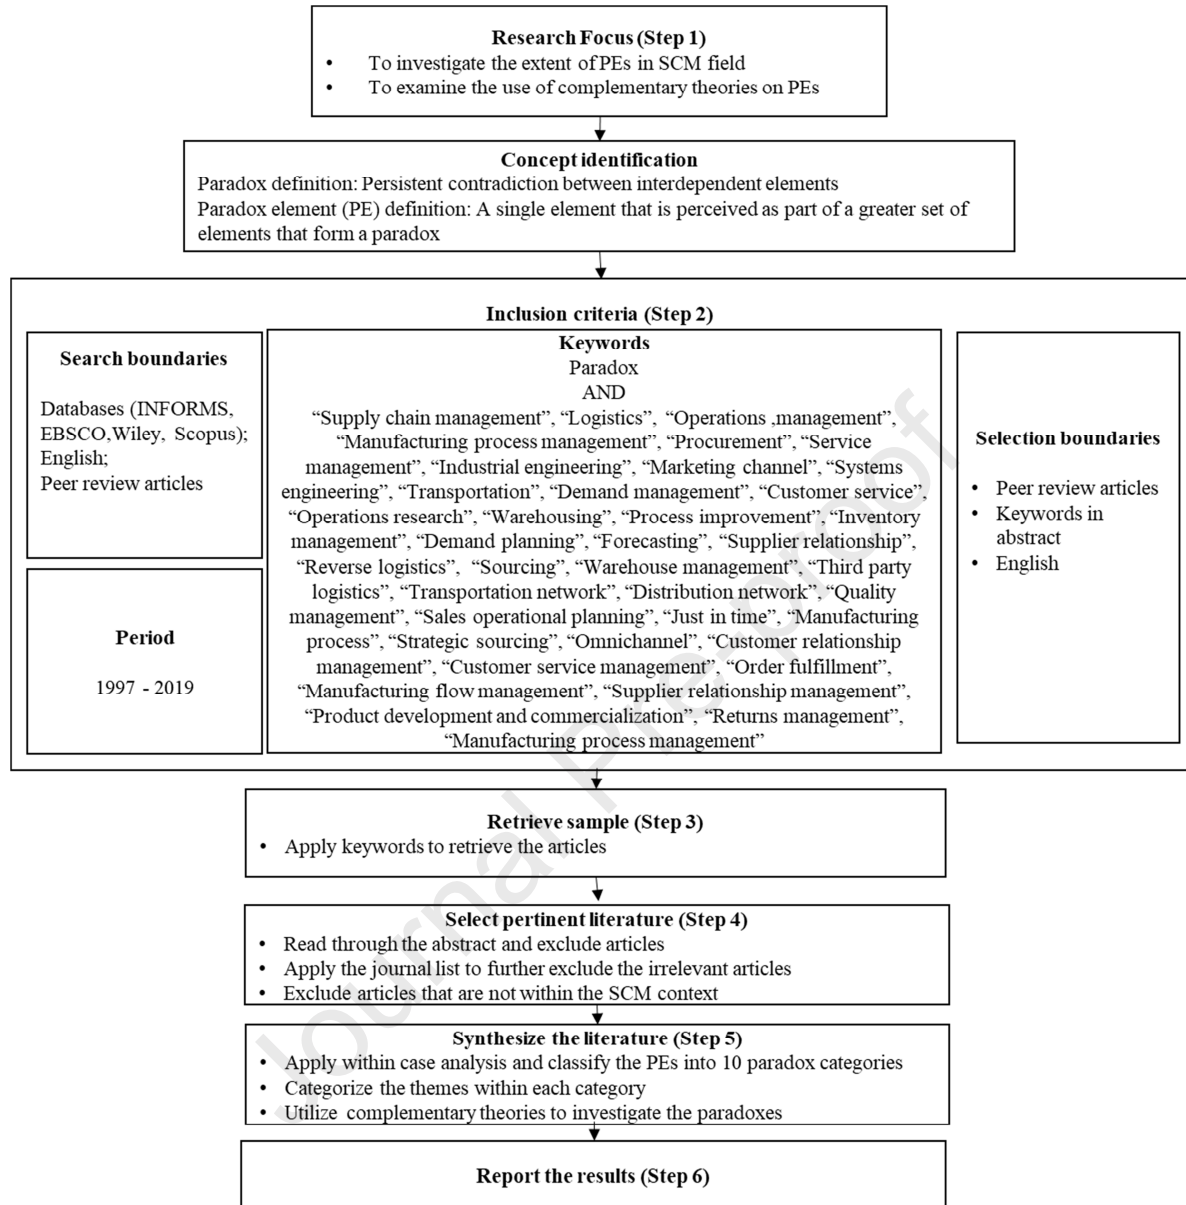 Research Focus (Step 1)
• To investigate the extent of PEs in SCM field
• To examine the use of complementary theories on PEs
Concept identification
Paradox definition: Persistent contradiction between interdependent elements
Paradox element (PE) definition: A single element that is perceived as part of a greater set of
elements that form a paradox
Inclusion criteria (Step 2)
Search boundaries
Databases (INFORMS,
EBSCO,Wiley, Scopus);
English;
Peer review articles
Period
1997 - 2019
Keywords
Paradox
AND
“Supply chain management”, “Logistics”, “Operations ,management”,
“Manufacturing process management”, “Procurement”, “Service
management”, “Industrial engineering”, “Marketing channel”, “Systems
engineering”, “Transportation”, “Demand management”, “Customer service”,
“Operations research”, “Warehousing”, “Process improvement”, “Inventory
management”, “Demand planning”, “Forecasting”, “Supplier relationship”,
“Reverse logistics”, “Sourcing”, “Warehouse management”, “Third party
logistics”, “Transportation network”, “Distribution network”, “Quality
management”, “Sales operational planning”, “Just in time”, “Manufacturing
process”, “Strategic sourcing”, “Omnichannel”, “Customer relationship
management”, “Customer service management”, “Order fulfillment”,
“Manufacturing flow management”, “Supplier relationship management”,
“Product development and commercialization”, “Returns management”,
“Manufacturing process management”
Selection boundaries
• Peer review articles
• Keywords in
abstract
• English
Retrieve sample (Step 3)
• Apply keywords to retrieve the articles
Select pertinent literature (Step 4)
• Read through the abstract and exclude articles
• Apply the journal list to further exclude the irrelevant articles
• Exclude articles that are not within the SCM context
Synthesize the literature (Step 5)
• Apply within case analysis and classify the PEs into 10 paradox categories
• Categorize the themes within each category
• Utilize complementary theories to investigate the paradoxes
Report the results (Step 6)
Journal Pre-proof